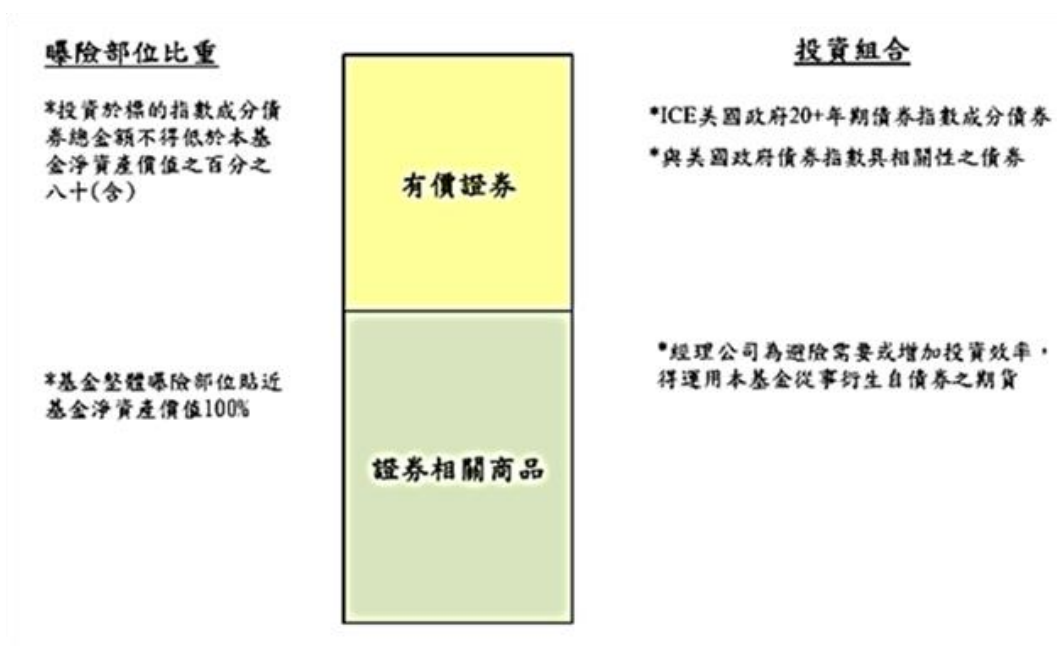 曝險部位比重
*投資於標的指數成分債
券總金額不得低於本基
金淨資產價值之百分之
八十(含)
*基金整體曝險部位貼近
基金淨資產價值100%
有價證券
證券相關商品
投資組合
*ICE美國政府20+年期債券指數成分債券
*與美國政府債券指數具相關性之債券
*經理公司為避險需要或增加投資效率，
得運用本基金從事衍生自債券之期貨